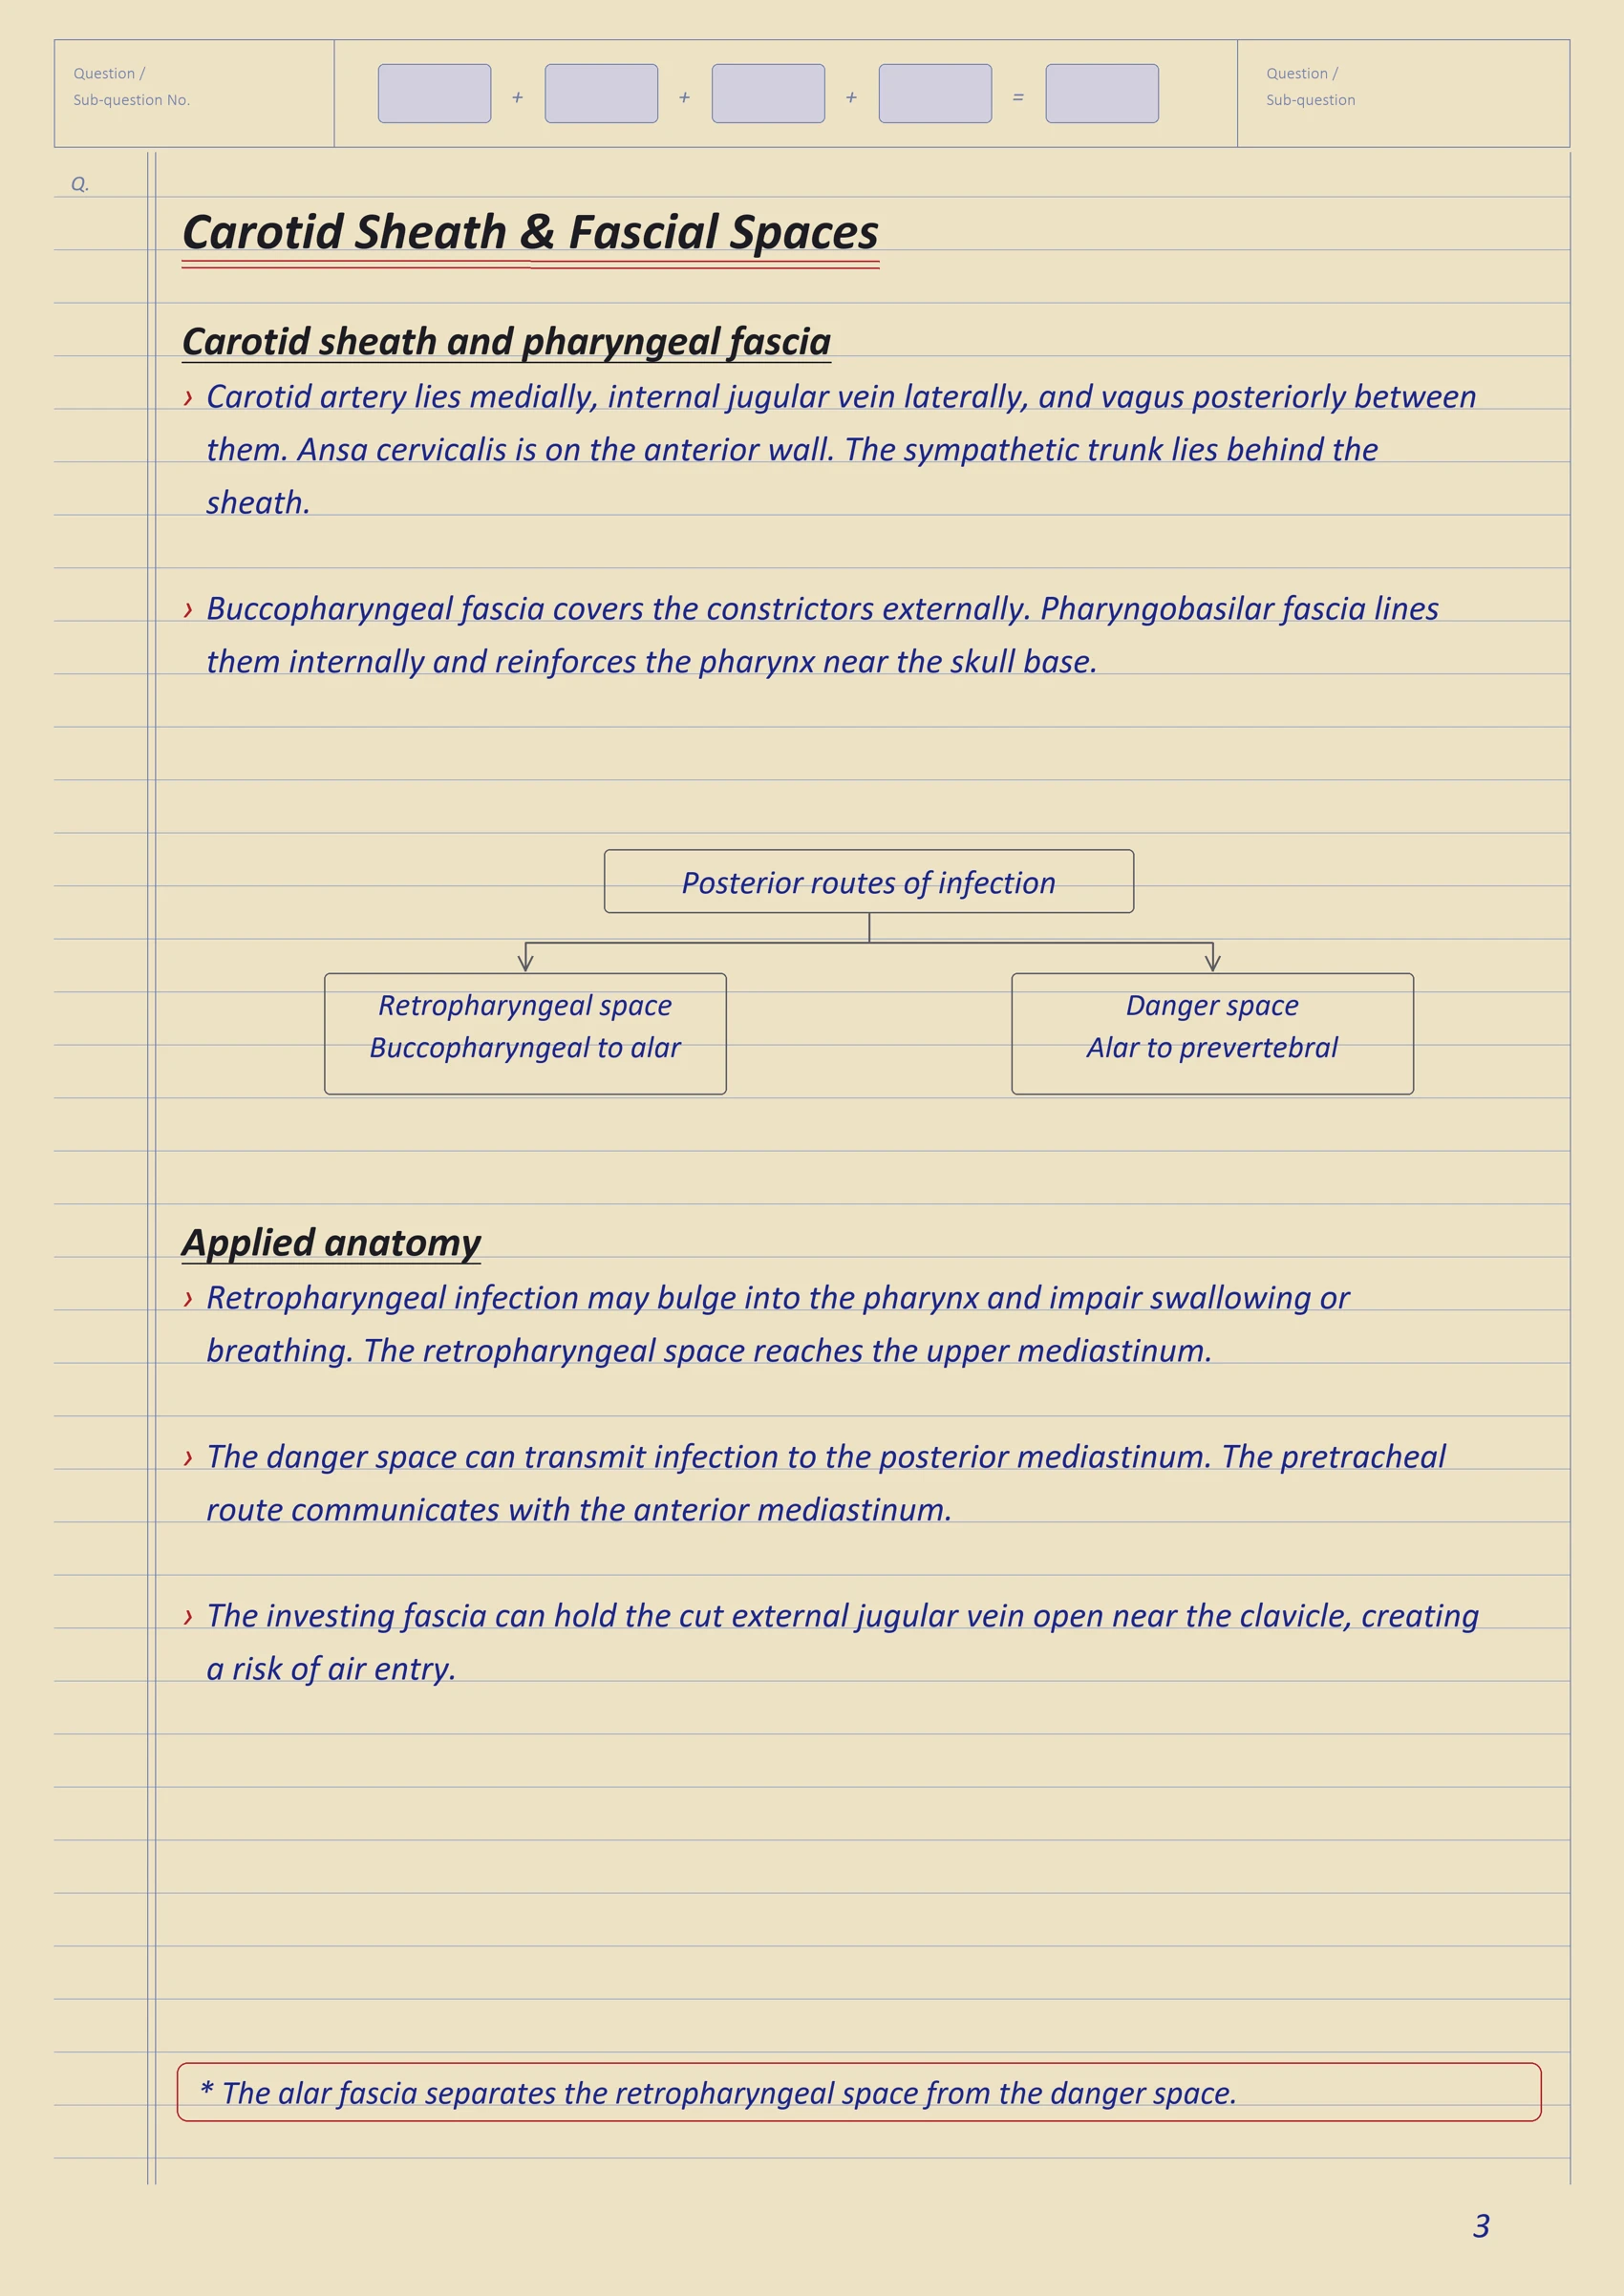 Question /
Sub-question No.
+ + + =
Question /
Sub-question
Q.
Carotid Sheath & Fascial Spaces
Carotid sheath and pharyngeal fascia
› Carotid artery lies medially, internal jugular vein laterally, and vagus posteriorly between
them. Ansa cervicalis is on the anterior wall. The sympathetic trunk lies behind the
sheath.
› Buccopharyngeal fascia covers the constrictors externally. Pharyngobasilar fascia lines
them internally and reinforces the pharynx near the skull base.
Posterior routes of infection
Retropharyngeal space
Buccopharyngeal to alar
Danger space
Alar to prevertebral
Applied anatomy
› Retropharyngeal infection may bulge into the pharynx and impair swallowing or
breathing. The retropharyngeal space reaches the upper mediastinum.
› The danger space can transmit infection to the posterior mediastinum. The pretracheal
route communicates with the anterior mediastinum.
› The investing fascia can hold the cut external jugular vein open near the clavicle, creating
a risk of air entry.
* The alar fascia separates the retropharyngeal space from the danger space.
3